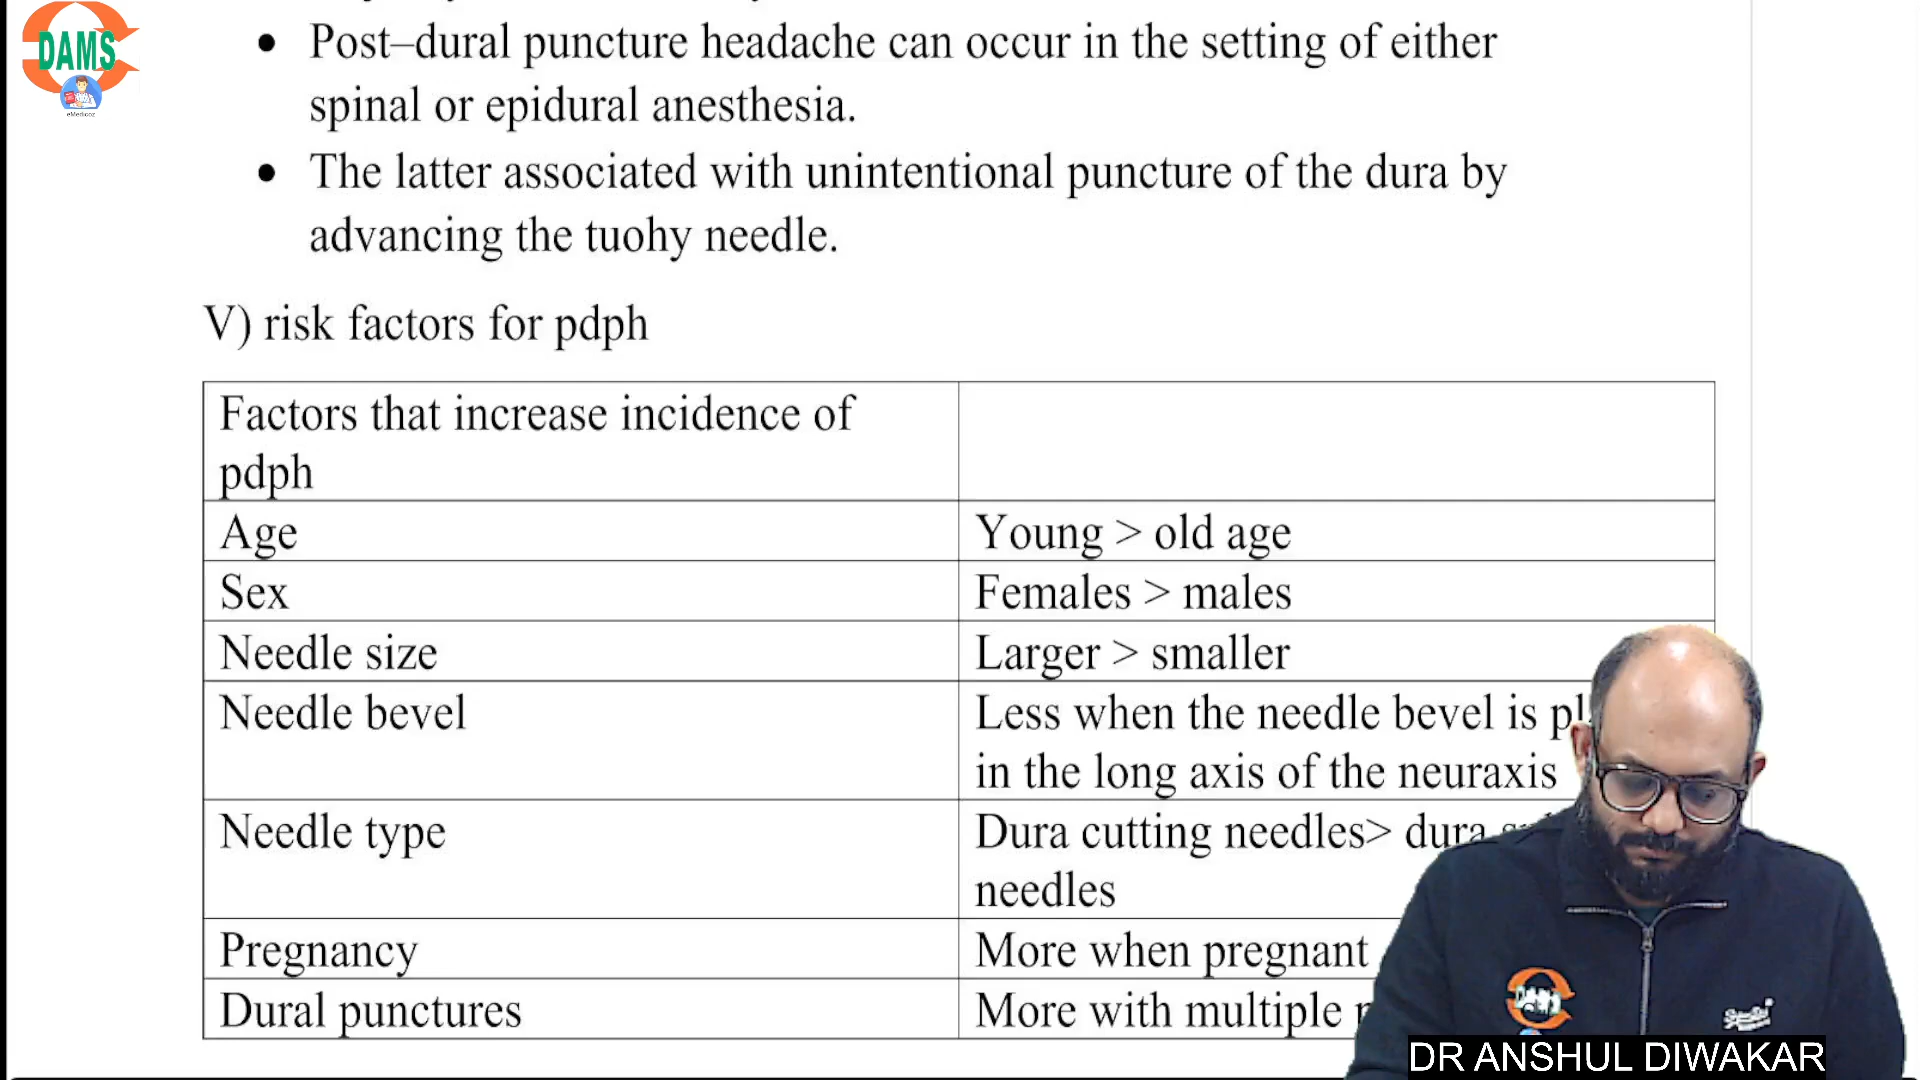 DAMS
eMedicoz
• Post–dural puncture headache can occur in the setting of either
spinal or epidural anesthesia.
• The latter associated with unintentional puncture of the dura by
advancing the tuohy needle.
V) risk factors for pdph
Factors that increase incidence of
pdph
Age
Young > old age
Sex
Females > males
Needle size
Larger > smaller
Needle bevel
Less when the needle bevel is
in the long axis of the neuraxis
Needle type
Dura cutting needles> dura
needles
Pregnancy
More when pregnant
Dural punctures
More with multiple
DR ANSHUL DIWAKAR